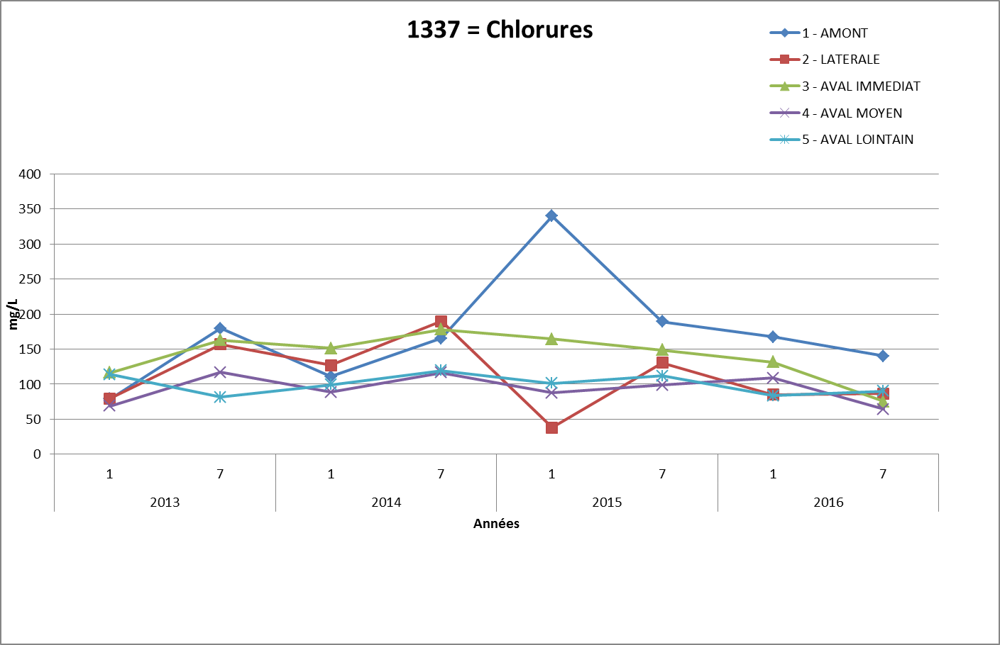 1337 = Chlorures
1 - AMONT
2 - LATERALE
3 - AVAL IMMEDIAT
4 - AVAL MOYEN
5 - AVAL LOINTAIN
400
350
300
250
200
150
100
50
0
mg/L
1 7 1 7 1 7 1 7
2013 2014 2015 2016
Années